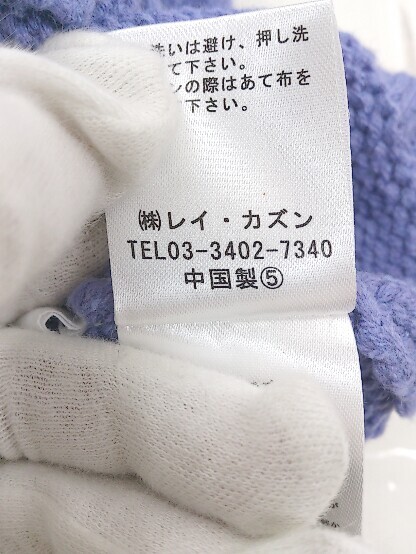 洗いは避け、押し洗
て下さい。
ンの際はあて布を
下さい。
㈱レイ・カズン
TEL03-3402-7340
中国製⑤